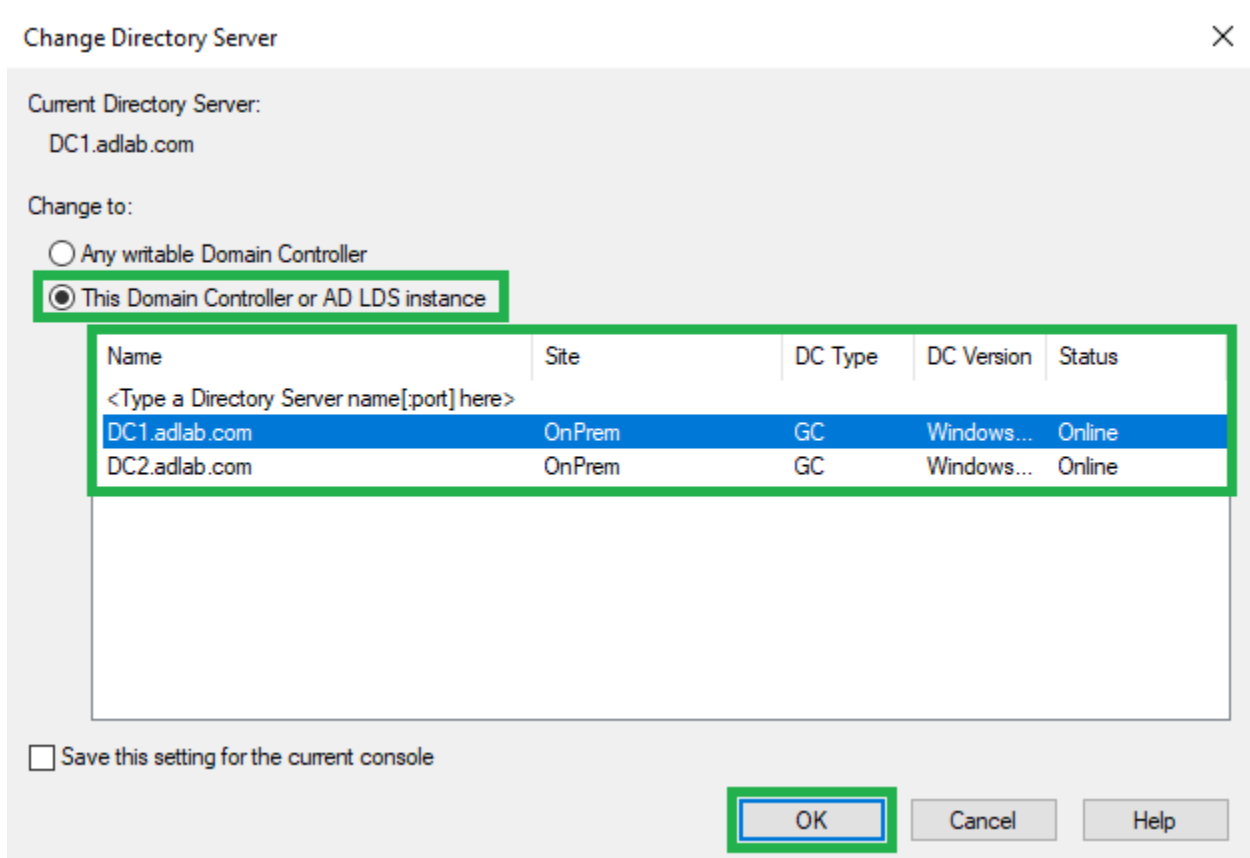 Change Directory Server
Current Directory Server:
DC1.adlab.com
Change to:
Any writable Domain Controller
This Domain Controller or AD LDS instance
Name Site DC Type DC Version Status
<Type a Directory Server name[:port] here>
DC1.adlab.com OnPrem GC Windows... Online
DC2.adlab.com OnPrem GC Windows... Online
Save this setting for the current console
OK Cancel Help